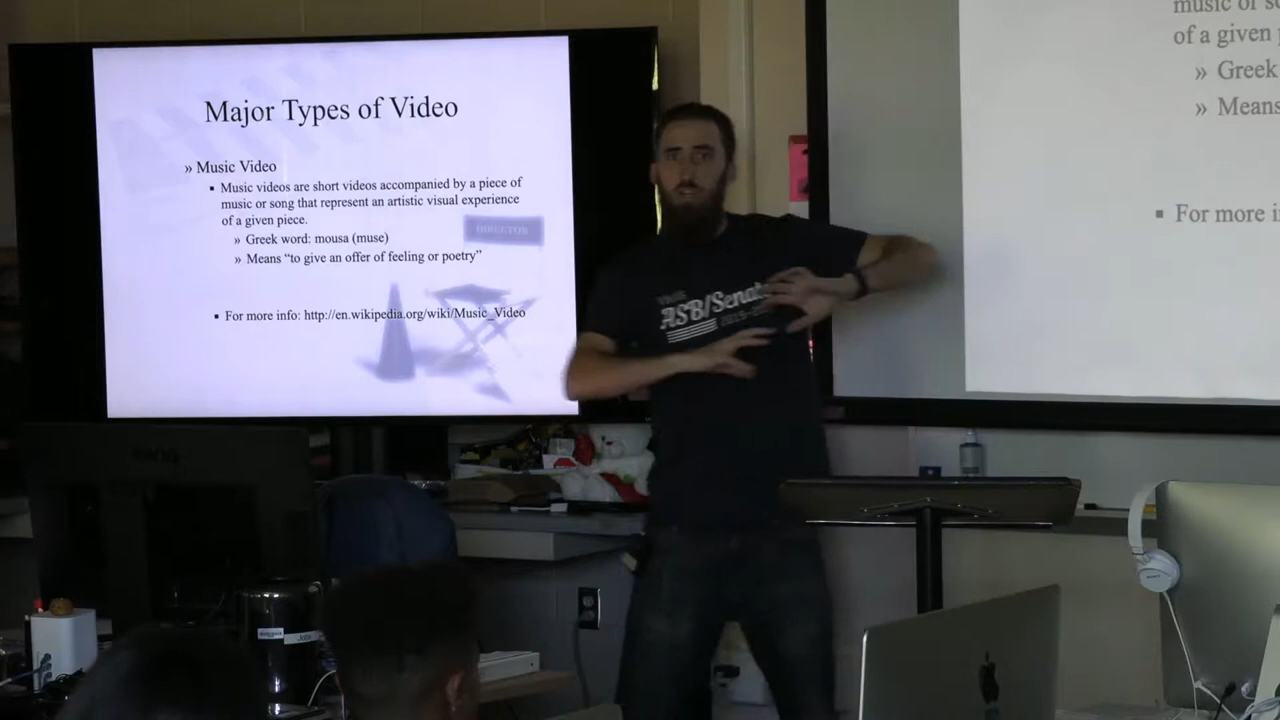 Major Types of Video
» Music Video
▪ Music videos are short videos accompanied by a piece of
music or song that represent an artistic visual experience
of a given piece.
» Greek word: mousa (muse)
» Means “to give an offer of feeling or poetry”
▪ For more info: http://en.wikipedia.org/wiki/Music_Video
DIRECTOR
music or
of a given
» Greek
» Means
▪ For more
ASB/Senate
SONY